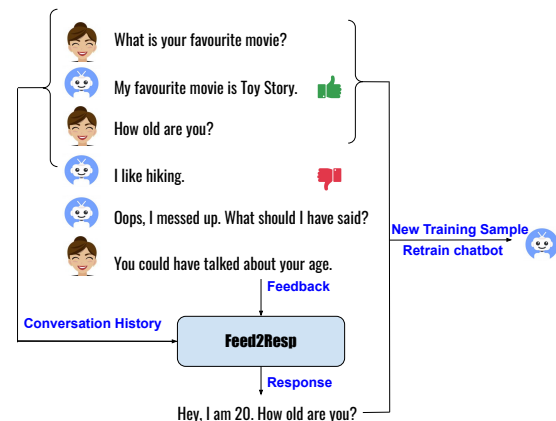 What is your favourite movie?
My favourite movie is Toy Story.
How old are you?
I like hiking.
Oops, I messed up. What should I have said?
New Training Sample
Retrain chatbot
You could have talked about your age.
Feedback
Conversation History
Feed2Resp
Response
Hey, I am 20. How old are you?